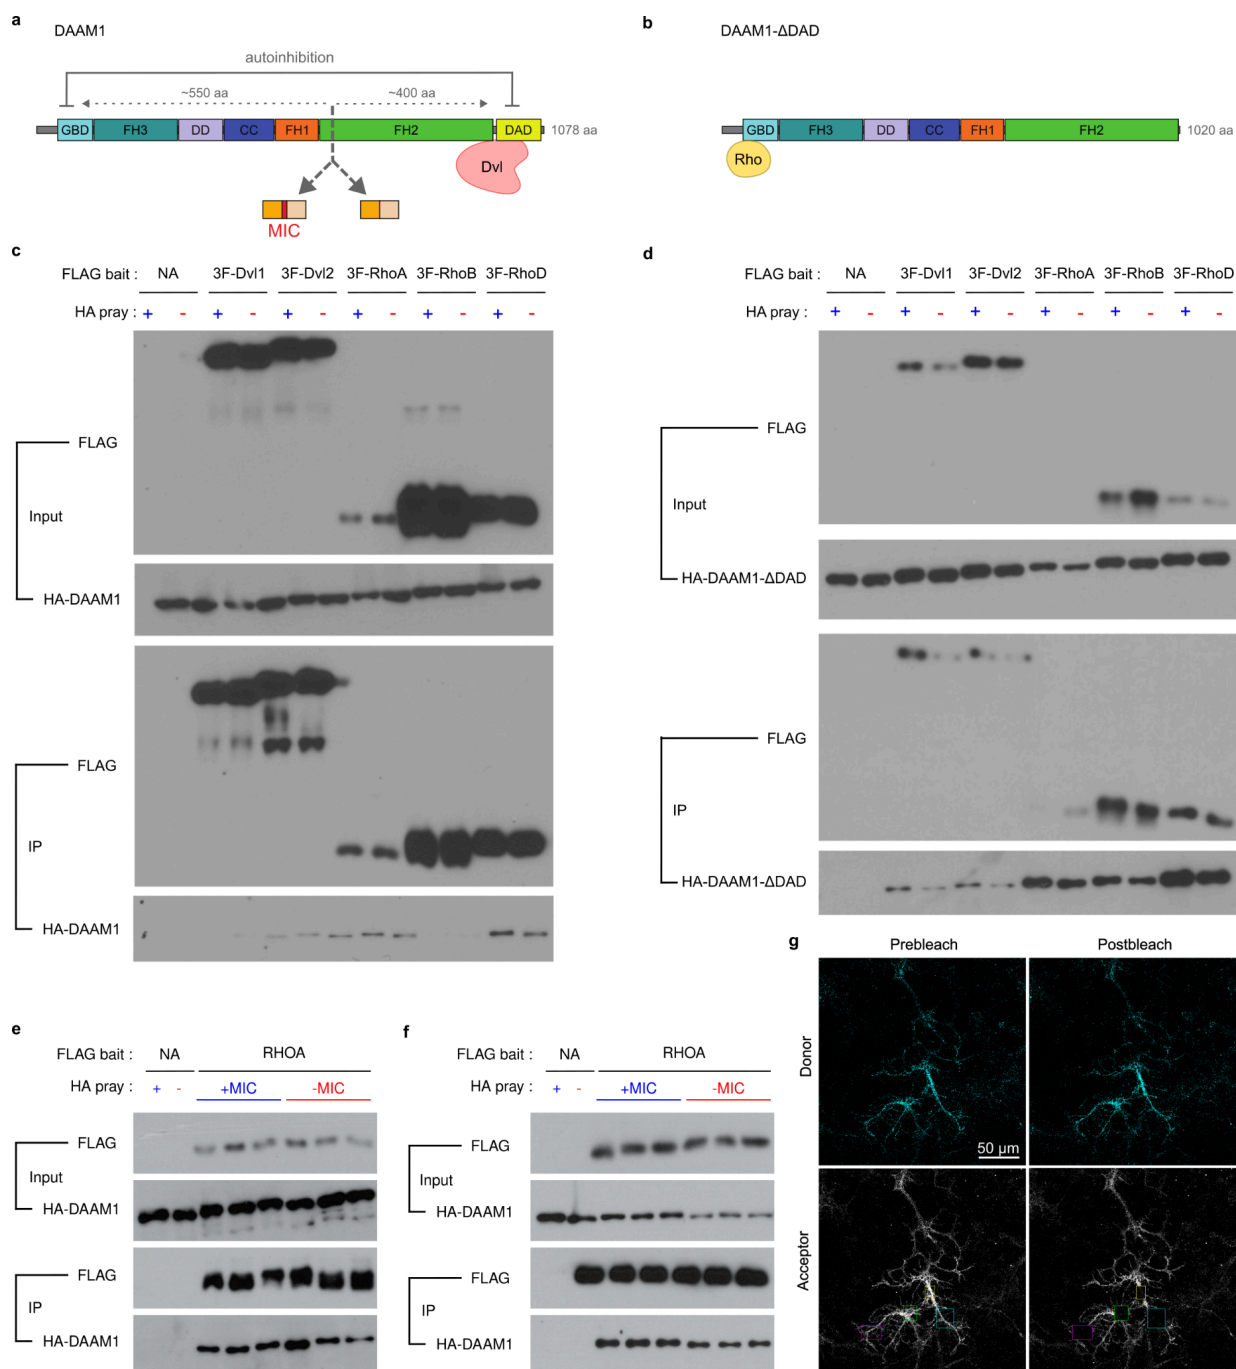 a
DAAM1
autoinhibition
~550 aa
~400 aa
GBD FH3 DD CC FH1 FH2 DAD 1078 aa
Dvl
MIC
b
DAAM1-ΔDAD
GBD FH3 DD CC FH1 FH2 1020 aa
Rho
c
FLAG bait : NA 3F-Dvl1 3F-Dvl2 3F-RhoA 3F-RhoB 3F-RhoD
HA pray : + - + - + - + - + - + -
FLAG
Input
HA-DAAM1
FLAG
IP
HA-DAAM1
d
FLAG bait : NA 3F-Dvl1 3F-Dvl2 3F-RhoA 3F-RhoB 3F-RhoD
HA pray : + - + - + - + - + - + -
FLAG
Input
HA-DAAM1-ΔDAD
FLAG
IP
HA-DAAM1-ΔDAD
e
FLAG bait : NA RHOA
HA pray : + - +MIC -MIC
FLAG
Input
HA-DAAM1
FLAG
IP
HA-DAAM1
f
FLAG bait : NA RHOA
HA pray : + - +MIC -MIC
FLAG
Input
HA-DAAM1
FLAG
IP
HA-DAAM1
g
Prebleach Postbleach
Donor
50 µm
Acceptor